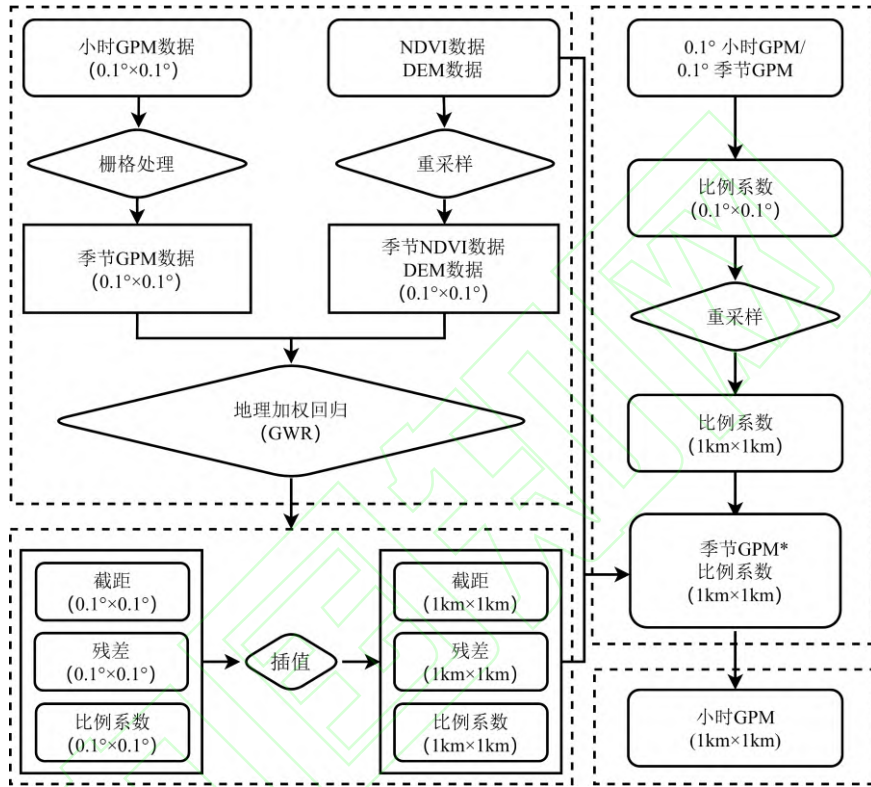 小时GPM数据
(0.1°×0.1°)
栅格处理
季节GPM数据
(0.1°×0.1°)
NDVI数据
DEM数据
重采样
季节NDVI数据
DEM数据
(0.1°×0.1°)
地理加权回归
(GWR)
截距
(0.1°×0.1°)
残差
(0.1°×0.1°)
比例系数
(0.1°×0.1°)
插值
截距
(1km×1km)
残差
(1km×1km)
比例系数
(1km×1km)
0.1° 小时GPM/
0.1° 季节GPM
比例系数
(0.1°×0.1°)
重采样
比例系数
(1km×1km)
季节GPM*
比例系数
(1km×1km)
小时GPM
(1km×1km)